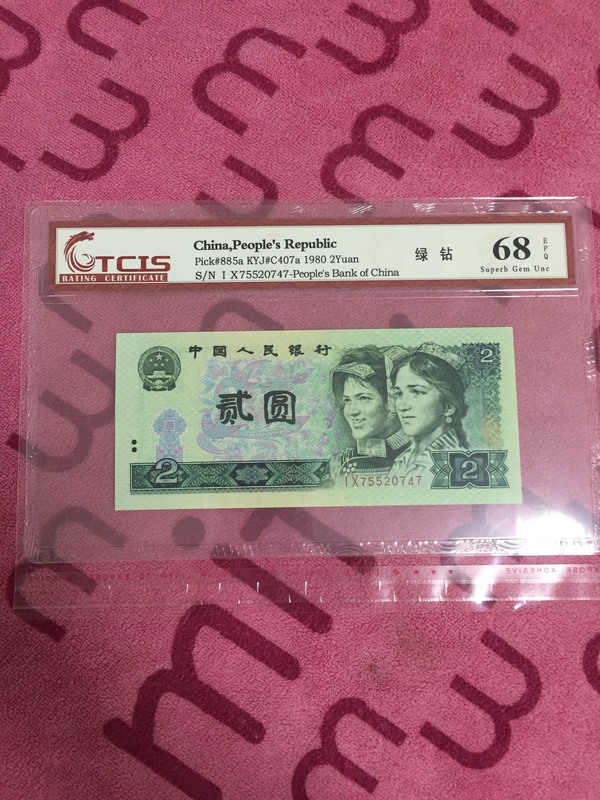 TCIS
RATING CERTIFICATE
China,People's Republic
Pick#885a KYJ#C407a 1980 2Yuan
S/N I X75520747-People's Bank of China
绿钻
68
EPQ
Superb Gem Unc
中国人民银行
2
贰圆
2
IX75520747
2
ADHESIVE